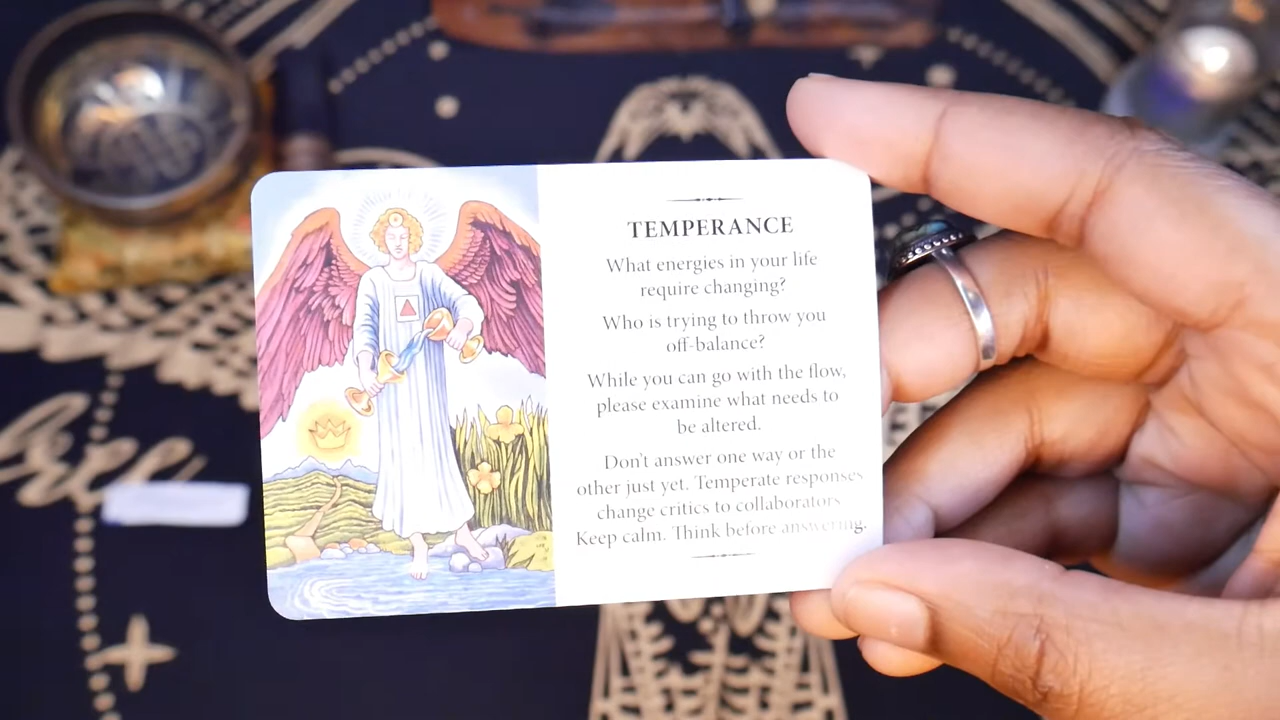 TEMPERANCE
What energies in your life
require changing?
Who is trying to throw you
off-balance?
While you can go with the flow,
please examine what needs to
be altered.
Don't answer one way or the
other just yet. Temperate responses
change critics to collaborators
Keep calm. Think before answering.